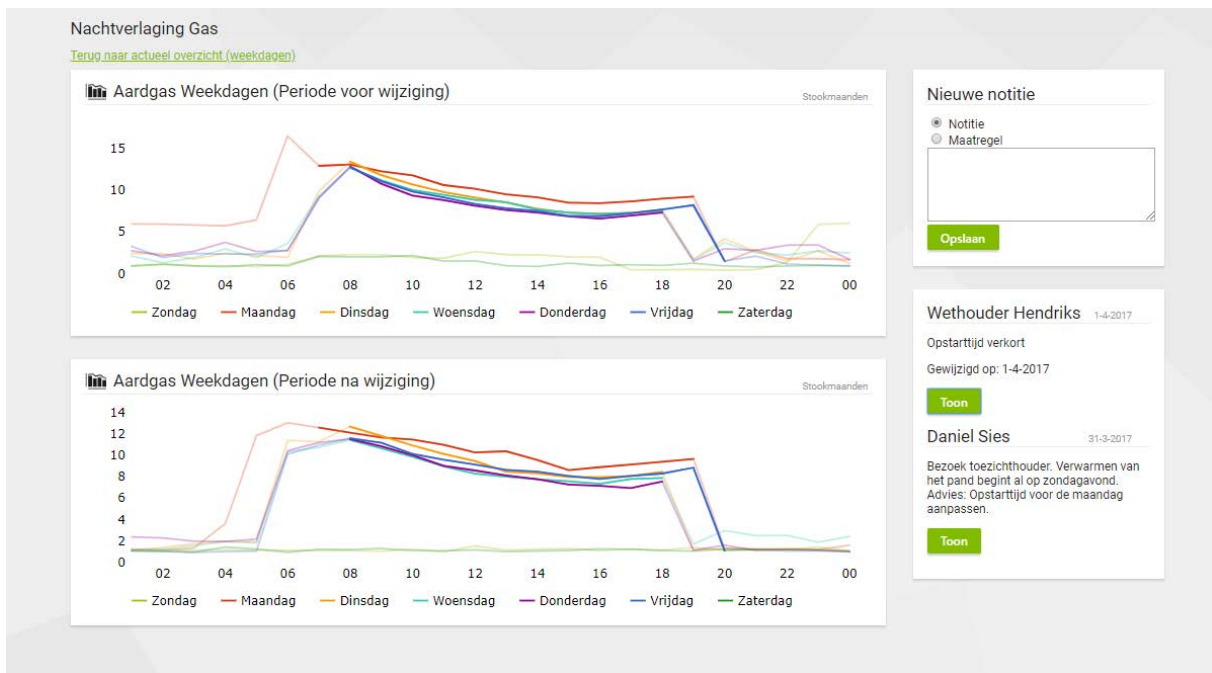 Nachtverlaging Gas
Terug naar actueel overzicht (weekdagen)
Aardgas Weekdagen (Periode voor wijziging)
Stookmaanden
15
10
5
0
02 04 06 08 10 12 14 16 18 20 22 00
Zondag Maandag Dinsdag Woensdag Donderdag Vrijdag Zaterdag
Aardgas Weekdagen (Periode na wijziging)
Stookmaanden
14
12
10
8
6
4
2
0
02 04 06 08 10 12 14 16 18 20 22 00
Zondag Maandag Dinsdag Woensdag Donderdag Vrijdag Zaterdag
Nieuwe notitie
Notitie
Maatregel
Opslaan
Wethouder Hendriks 1-4-2017
Opstarttijd verkort
Gewijzigd op: 1-4-2017
Toon
Daniel Sies 31-3-2017
Bezoek toezichthouder. Verwarmen van
het pand begint al op zondagavond.
Advies: Opstarttijd voor de maandag
aanpassen.
Toon